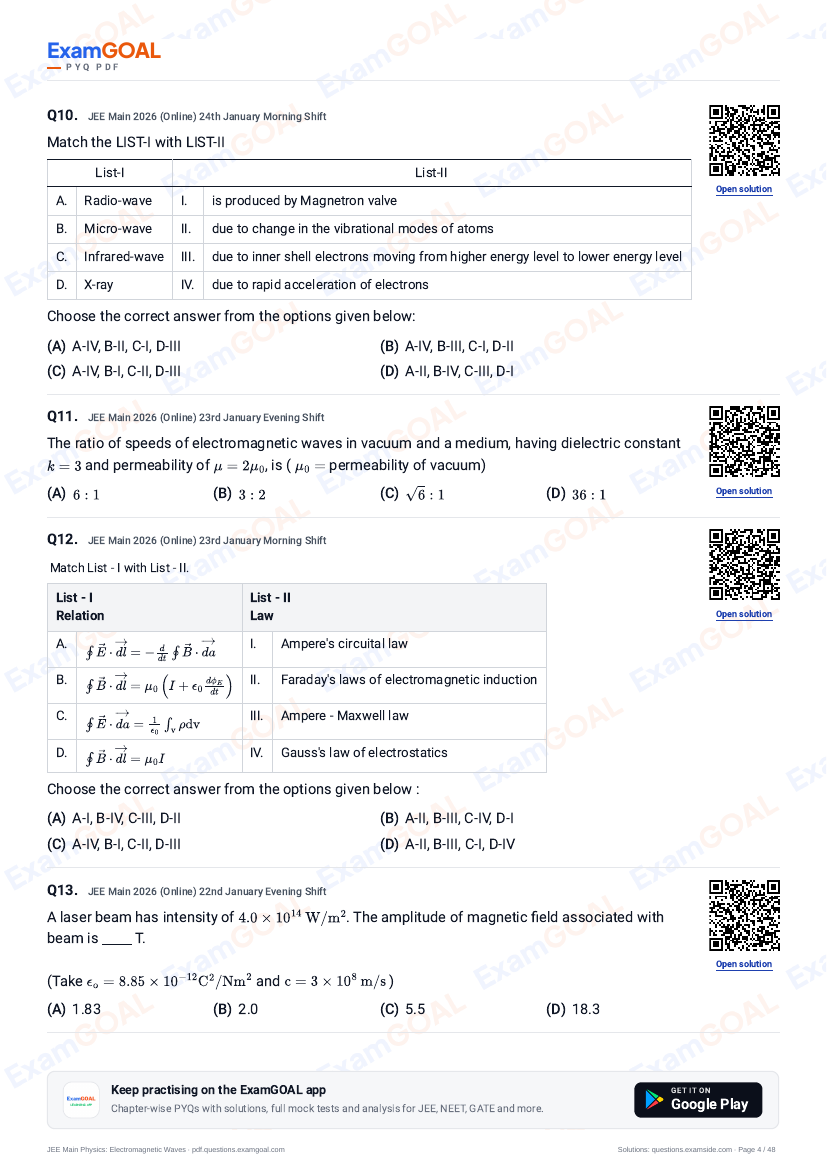 ExamGOAL
PYQ PDF
Q10. JEE Main 2026 (Online) 24th January Morning Shift
Match the LIST-I with LIST-II
List-I List-II
A. Radio-wave I. is produced by Magnetron valve
B. Micro-wave II. due to change in the vibrational modes of atoms
C. Infrared-wave III. due to inner shell electrons moving from higher energy level to lower energy level
D. X-ray IV. due to rapid acceleration of electrons
Open solution
Choose the correct answer from the options given below:
(A) A-IV, B-II, C-I, D-III (B) A-IV, B-III, C-I, D-II
(C) A-IV, B-I, C-II, D-III (D) A-II, B-IV, C-III, D-I
Q11. JEE Main 2026 (Online) 23rd January Evening Shift
The ratio of speeds of electromagnetic waves in vacuum and a medium, having dielectric constant
k = 3 and permeability of μ = 2μ₀, is ( μ₀ = permeability of vacuum)
(A) 6 : 1 (B) 3 : 2 (C) √6 : 1 (D) 36 : 1
Open solution
Q12. JEE Main 2026 (Online) 23rd January Morning Shift
Match List - I with List - II.
List - I List - II
Relation Law
A. ∮ E⃗ · d⃗l = −d/dt ∮ B⃗ · d⃗a I. Ampere's circuital law
B. ∮ B⃗ · d⃗l = μ₀ (I + ϵ₀ dϕ_E/dt) II. Faraday's laws of electromagnetic induction
C. ∮ E⃗ · d⃗a = 1/ϵ₀ ∫_v ρdv III. Ampere - Maxwell law
D. ∮ B⃗ · d⃗l = μ₀I IV. Gauss's law of electrostatics
Open solution
Choose the correct answer from the options given below :
(A) A-I, B-IV, C-III, D-II (B) A-II, B-III, C-IV, D-I
(C) A-IV, B-I, C-II, D-III (D) A-II, B-III, C-I, D-IV
Q13. JEE Main 2026 (Online) 22nd January Evening Shift
A laser beam has intensity of 4.0 × 10¹⁴ W/m². The amplitude of magnetic field associated with
beam is ____ T.
(Take ϵ₀ = 8.85 × 10⁻¹² C²/Nm² and c = 3 × 10⁸ m/s )
(A) 1.83 (B) 2.0 (C) 5.5 (D) 18.3
Open solution
Keep practising on the ExamGOAL app
Chapter-wise PYQs with solutions, full mock tests and analysis for JEE, NEET, GATE and more.
GET IT ON
Google Play
JEE Main Physics: Electromagnetic Waves · pdf.questions.examgoal.com Solutions: questions.examside.com · Page 4 / 48